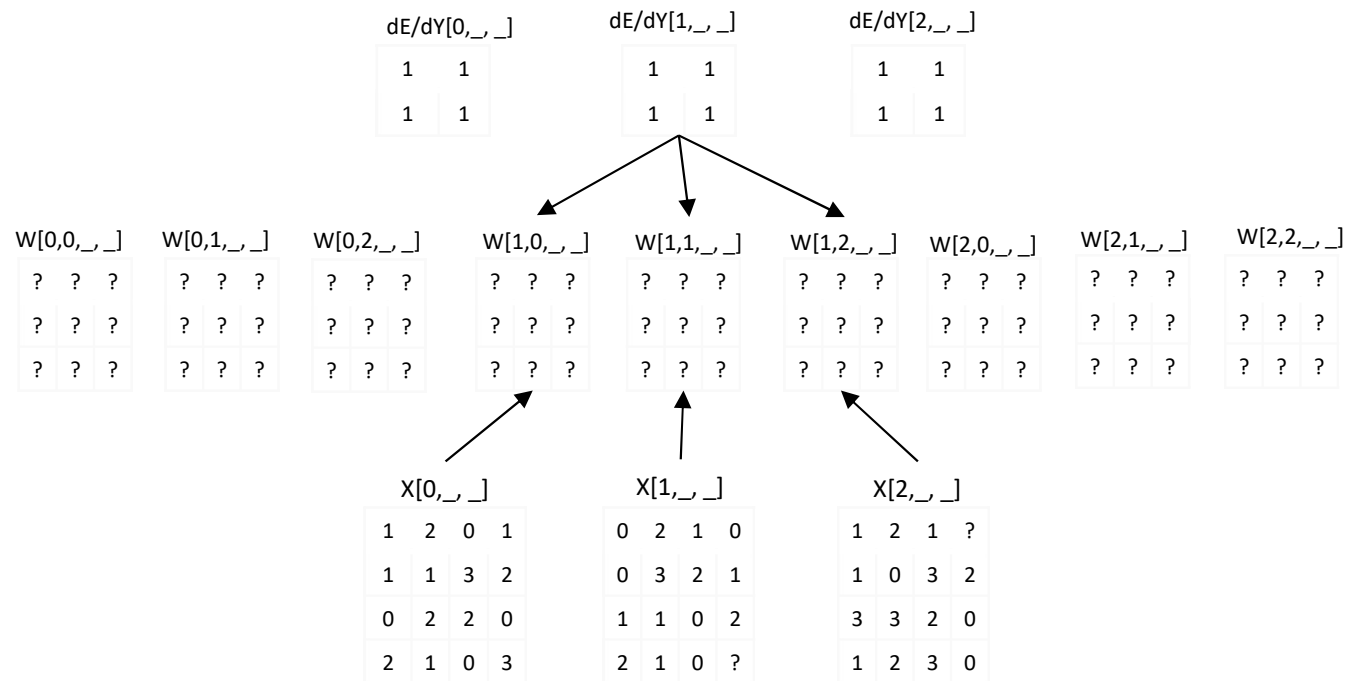 dE/dY[0,_, _] dE/dY[1,_, _] dE/dY[2,_, _]
1 1 1 1 1 1
1 1 1 1 1 1
W[0,0,_, _] W[0,1,_, _] W[0,2,_, _] W[1,0,_, _] W[1,1,_, _] W[1,2,_, _] W[2,0,_, _] W[2,1,_, _] W[2,2,_, _]
? ? ? ? ? ? ? ? ? ? ? ? ? ? ? ? ? ? ? ? ? ? ? ? ? ? ?
? ? ? ? ? ? ? ? ? ? ? ? ? ? ? ? ? ? ? ? ? ? ? ? ? ? ?
? ? ? ? ? ? ? ? ? ? ? ? ? ? ? ? ? ? ? ? ? ? ? ? ? ? ?
X[0,_, _] X[1,_, _] X[2,_, _]
1 2 0 1 0 2 1 0 1 2 1 ?
1 1 3 2 0 3 2 1 1 0 3 2
0 2 2 0 1 1 0 2 3 3 2 0
2 1 0 3 2 1 0 ? 1 2 3 0